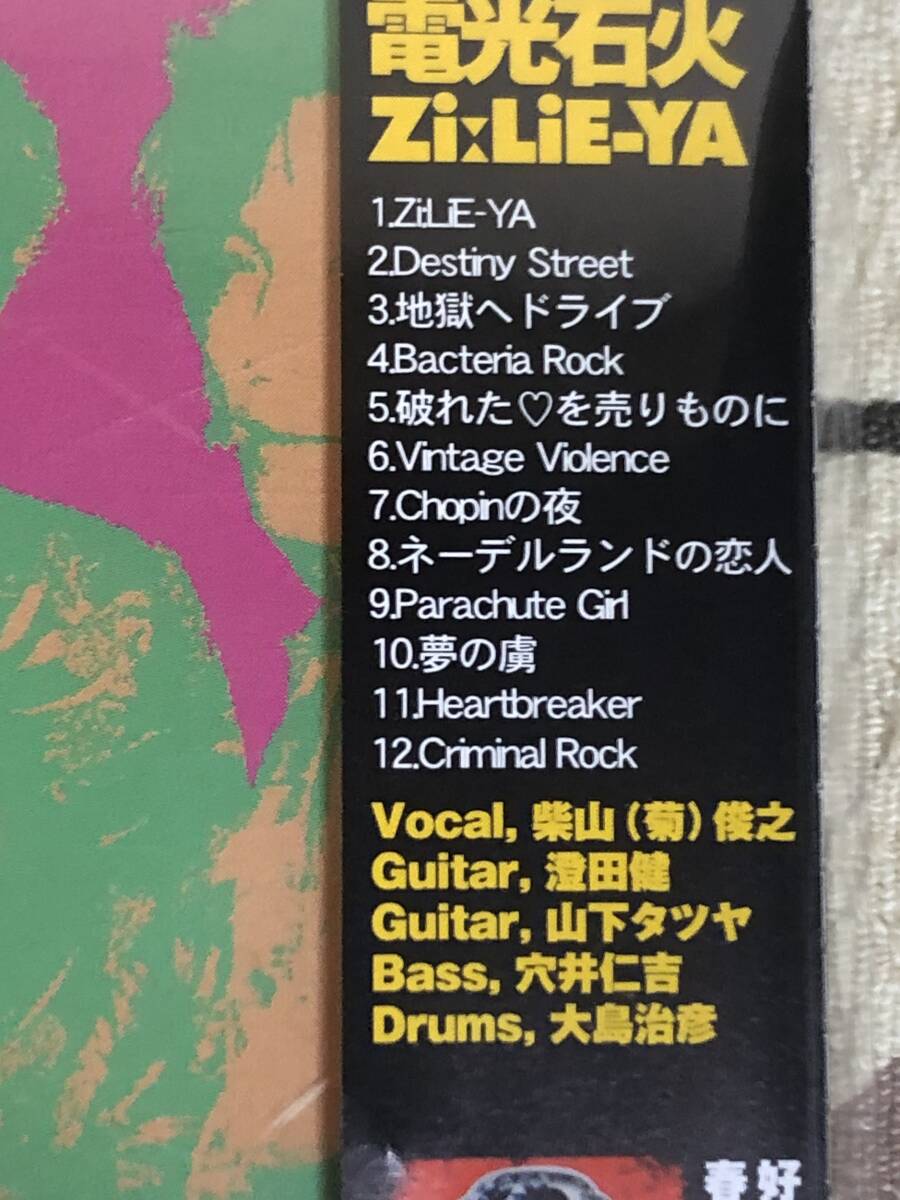 電光石火
Zi:LiE-YA
1.Zi:LiE-YA
2.Destiny Street
3.地獄へドライブ
4.Bacteria Rock
5.破れた♡を売りものに
6.Vintage Violence
7.Chopinの夜
8.ネーデルランドの恋人
9.Parachute Girl
10.夢の虜
11.Heartbreaker
12.Criminal Rock
Vocal, 柴山（菊）俊之
Guitar, 澄田健
Guitar, 山下タツヤ
Bass, 穴井仁吉
Drums, 大島治彦
好
春